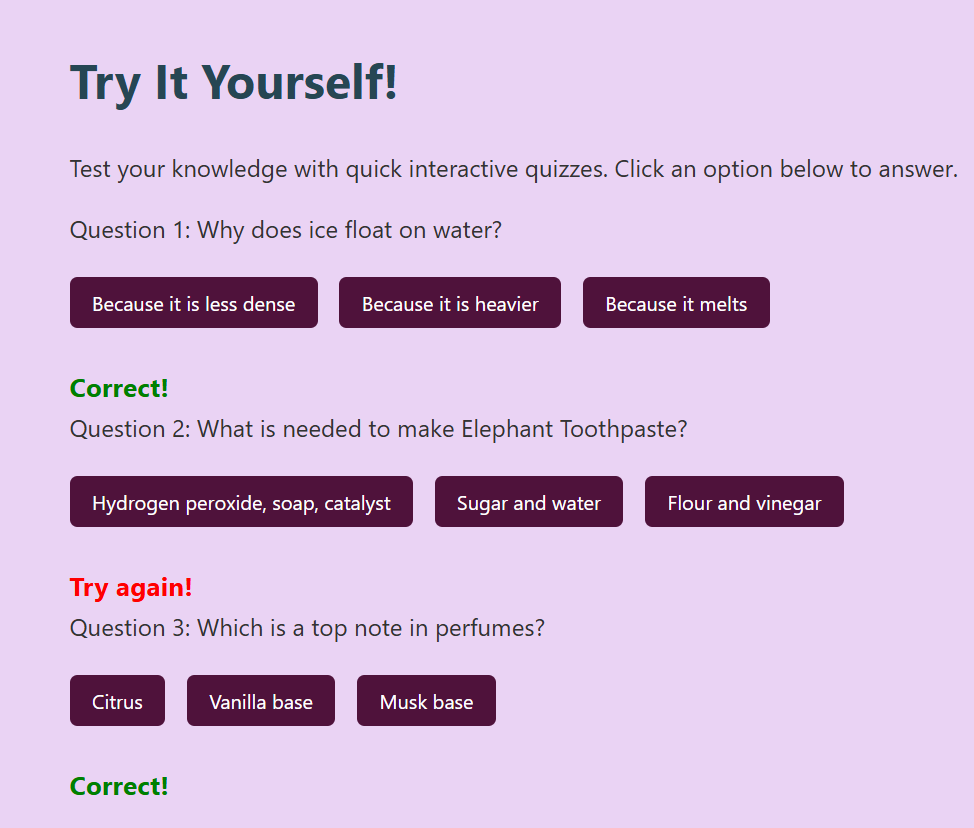 Try It Yourself!
Test your knowledge with quick interactive quizzes. Click an option below to answer.
Question 1: Why does ice float on water?
Because it is less dense Because it is heavier Because it melts
Correct!
Question 2: What is needed to make Elephant Toothpaste?
Hydrogen peroxide, soap, catalyst Sugar and water Flour and vinegar
Try again!
Question 3: Which is a top note in perfumes?
Citrus Vanilla base Musk base
Correct!